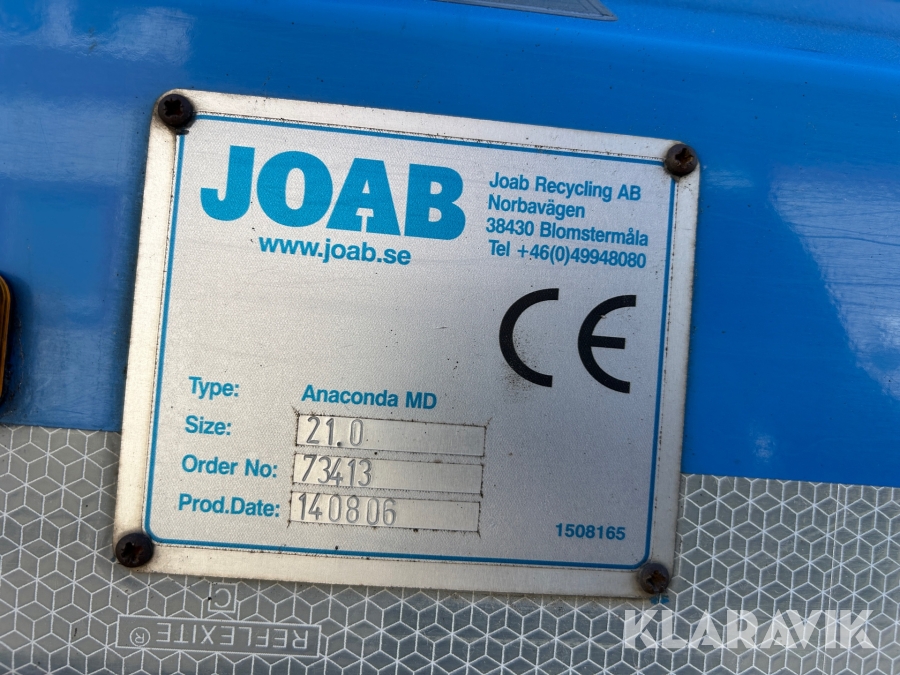 JOAB
www.joab.se
Joab Recycling AB
Norbavägen
38430 Blomstermåla
Tel +46(0)49948080
CE
Type: Anaconda MD
Size: 21.0
Order No: 73413
Prod.Date: 140806
1508165
REFLEXITE ® C
KLARAVIK